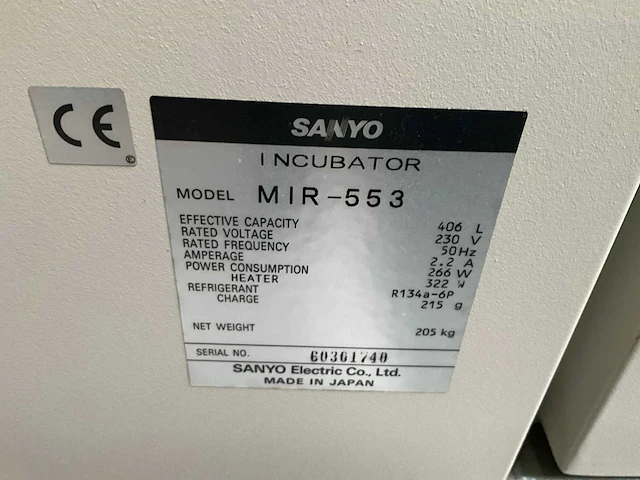 CE
SANYO
INCUBATOR
MODEL MIR-553
EFFECTIVE CAPACITY 406 L
RATED VOLTAGE 230 V
RATED FREQUENCY 50Hz
AMPERAGE 2.2 A
POWER CONSUMPTION 266 W
HEATER 322 W
REFRIGERANT R134a-6P
CHARGE 215 g
NET WEIGHT 205 kg
SERIAL NO. 60361740
SANYO Electric Co., Ltd.
MADE IN JAPAN